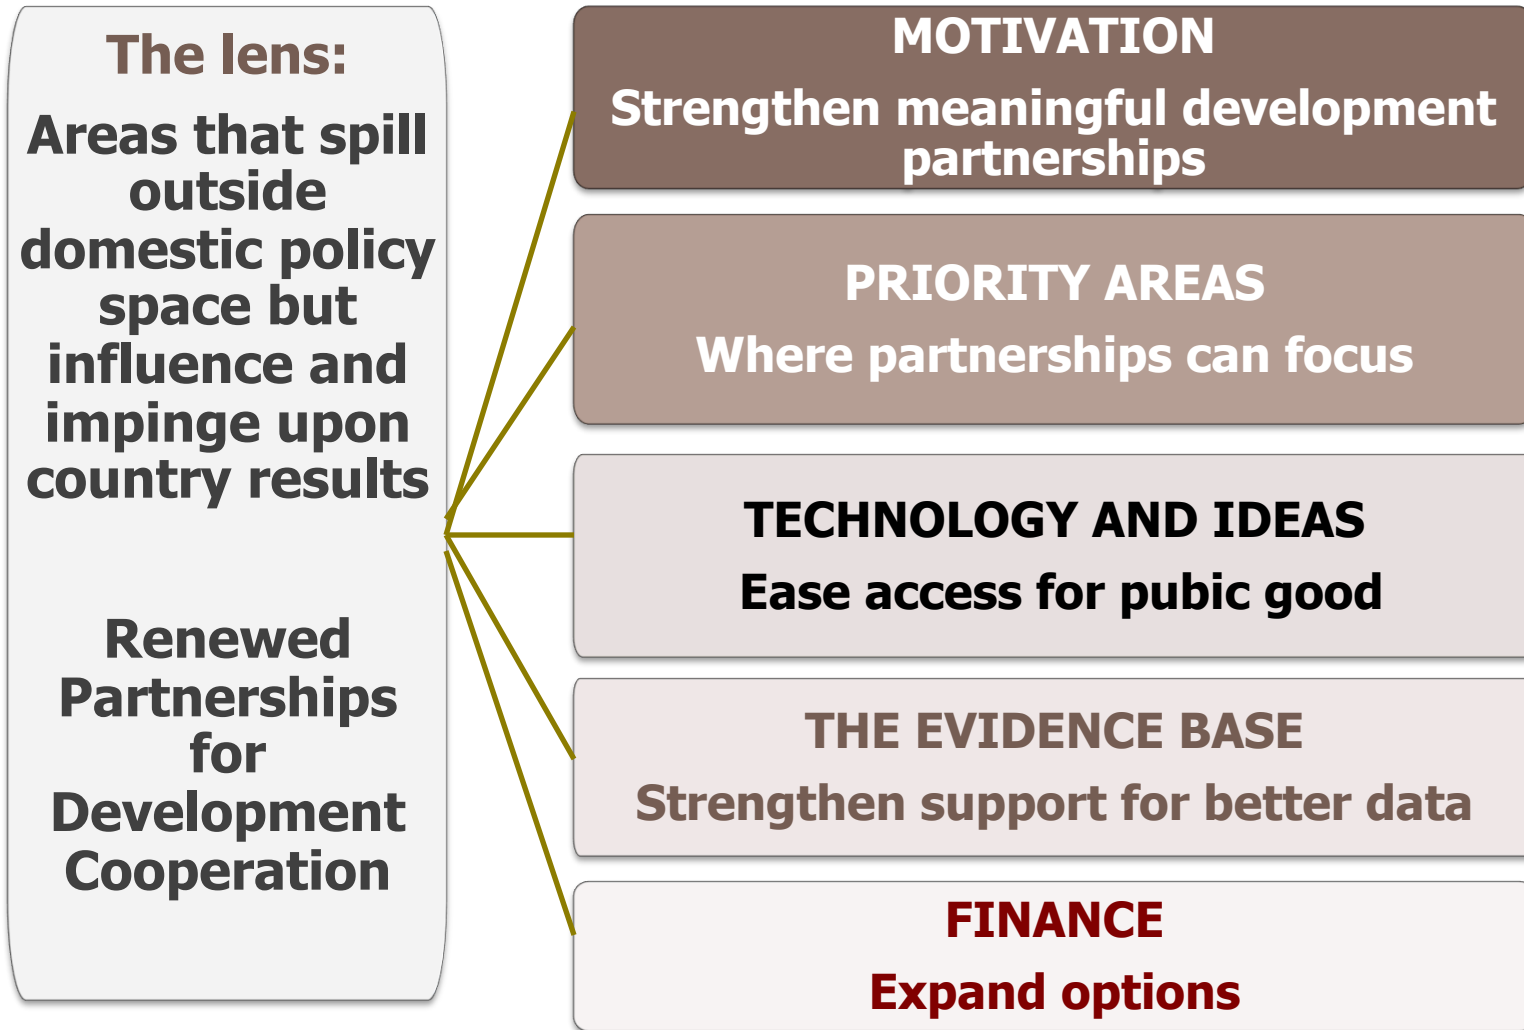 The lens:
Areas that spill
outside
domestic policy
space but
influence and
impinge upon
country results
Renewed
Partnerships
for
Development
Cooperation
MOTIVATION
Strengthen meaningful development
partnerships
PRIORITY AREAS
Where partnerships can focus
TECHNOLOGY AND IDEAS
Ease access for pubic good
THE EVIDENCE BASE
Strengthen support for better data
FINANCE
Expand options